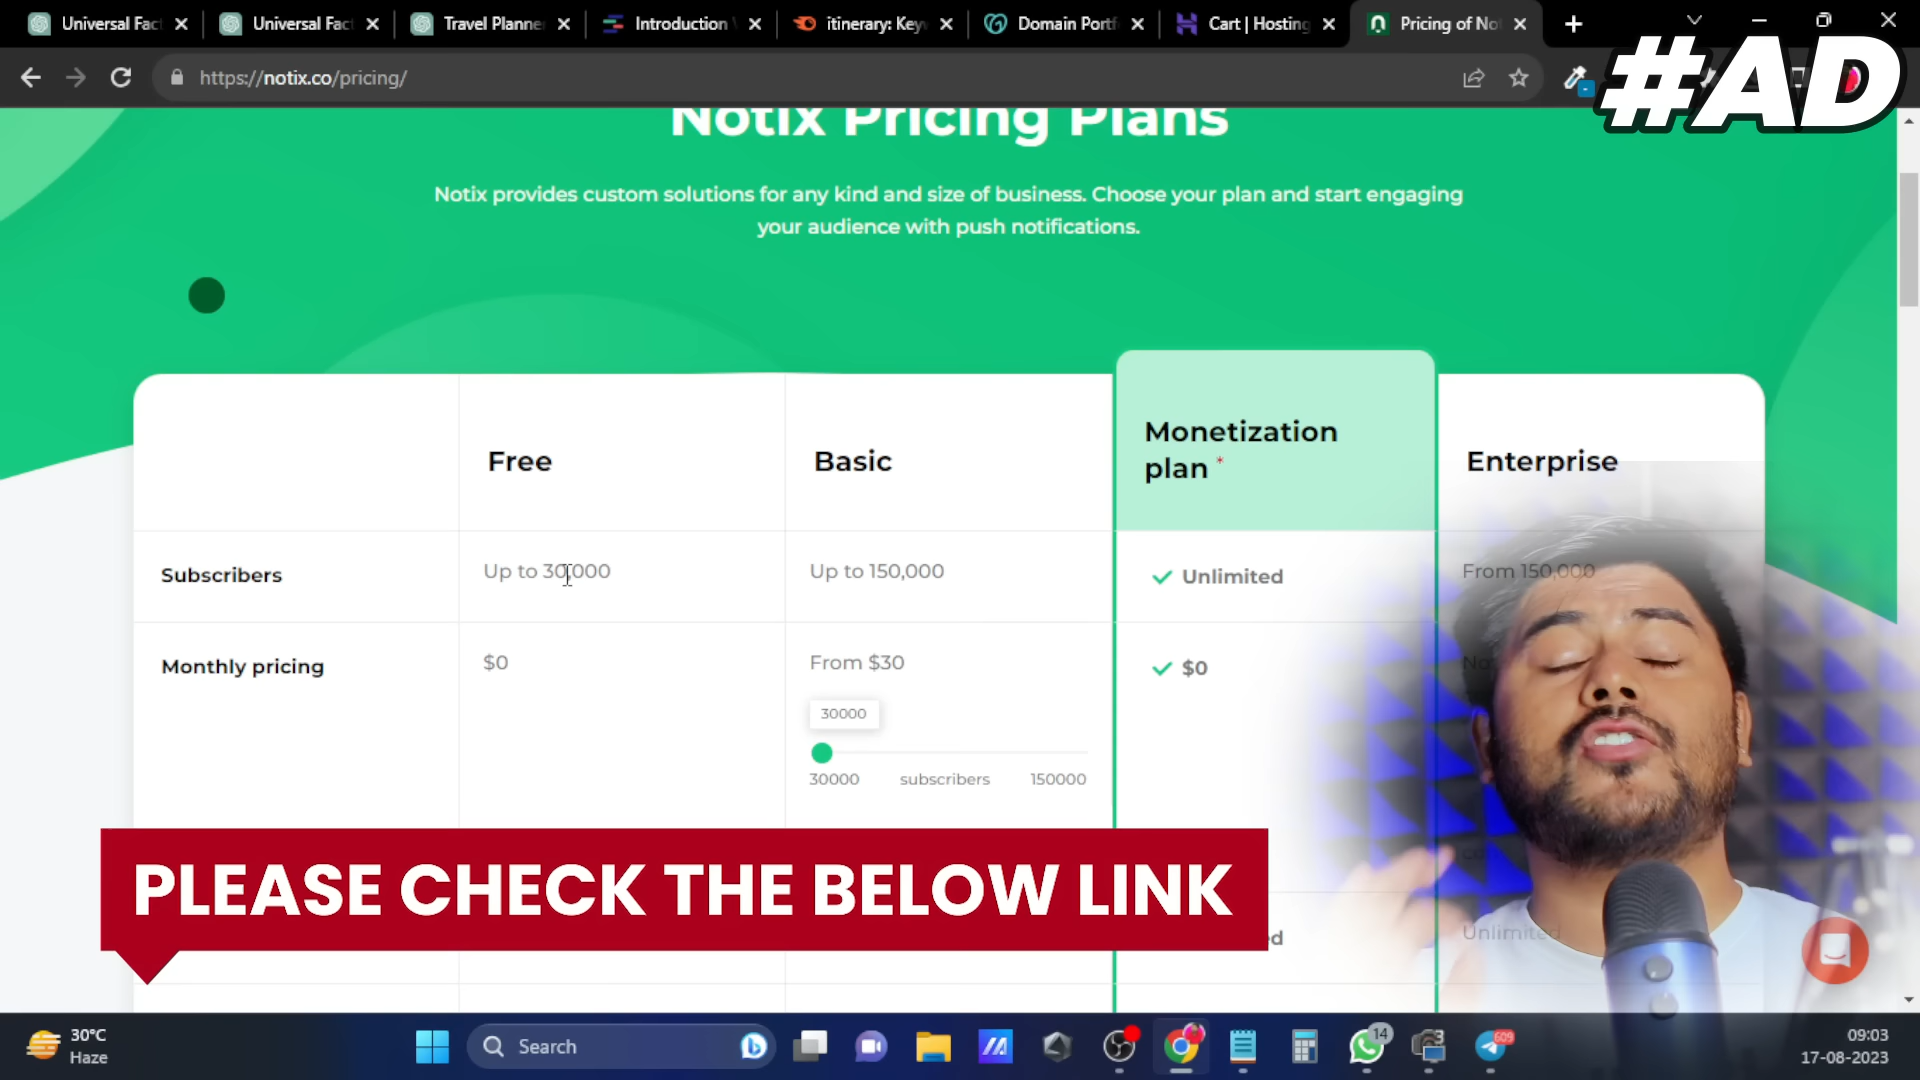 Universal Fac
Universal Fac
Travel Planne
Introduction
itinerary: Key
Domain Portf
Cart | Hosting
Pricing of No
https://notix.co/pricing/
#AD
Notix Pricing Plans
Notix provides custom solutions for any kind and size of business. Choose your plan and start engaging
your audience with push notifications.
Free
Basic
Monetization
plan *
Enterprise
Subscribers
Up to 30,000
Up to 150,000
Unlimited
From 150,000
Monthly pricing
$0
From $30
$0
30000
30000
subscribers
150000
PLEASE CHECK THE BELOW LINK
Unlimited
30°C
Haze
Search
14
609
09:03
17-08-2023